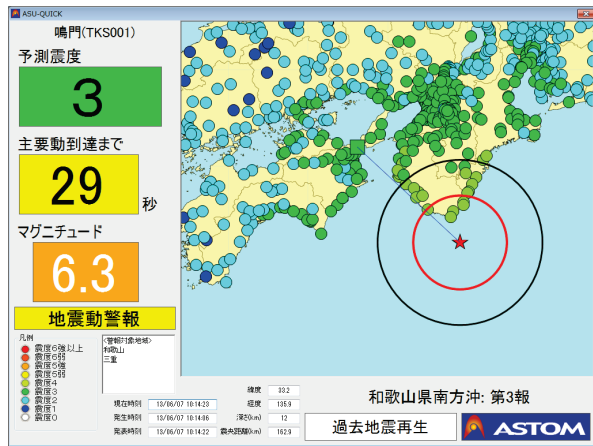 ASU-QUICK
鳴門(TKS001)
予測震度
3
主要動到達まで
29 秒
マグニチュード
6.3
地震動警報
凡例
震度6強以上
震度6弱
震度5強
震度5弱
震度4
震度3
震度2
震度1
震度0
<警報対象地域>
和歌山
三重
現在時刻 13/06/07 10:14:23
発生時刻 13/06/07 10:14:06
発表時刻 13/06/07 10:14:22
緯度 33.2
経度 135.9
深さ(km) 12
震央距離(km) 162.9
和歌山県南方沖: 第3報
過去地震再生
ASTOM